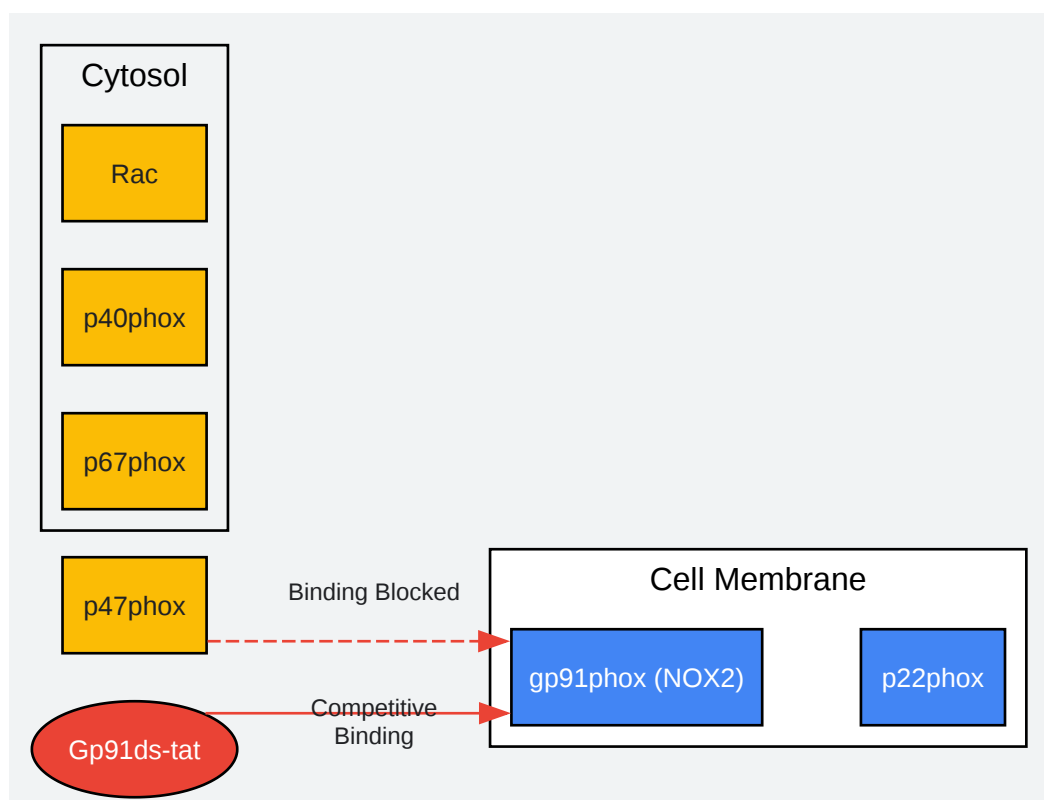 Cytosol
Rac
p40phox
p67phox
p47phox
Binding Blocked
Cell Membrane
gp91phox (NOX2)
p22phox
Competitive
Binding
Gp91ds-tat